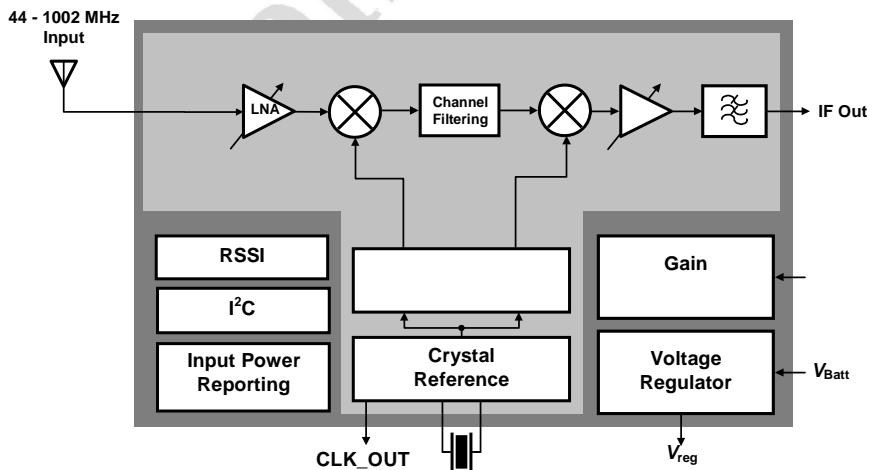 44 - 1002 MHz
Input
LNA
Channel
Filtering
IF Out
RSSI
I²C
Input Power
Reporting
Crystal
Reference
Gain
Voltage
Regulator
VBatt
CLK_OUT
Vreg